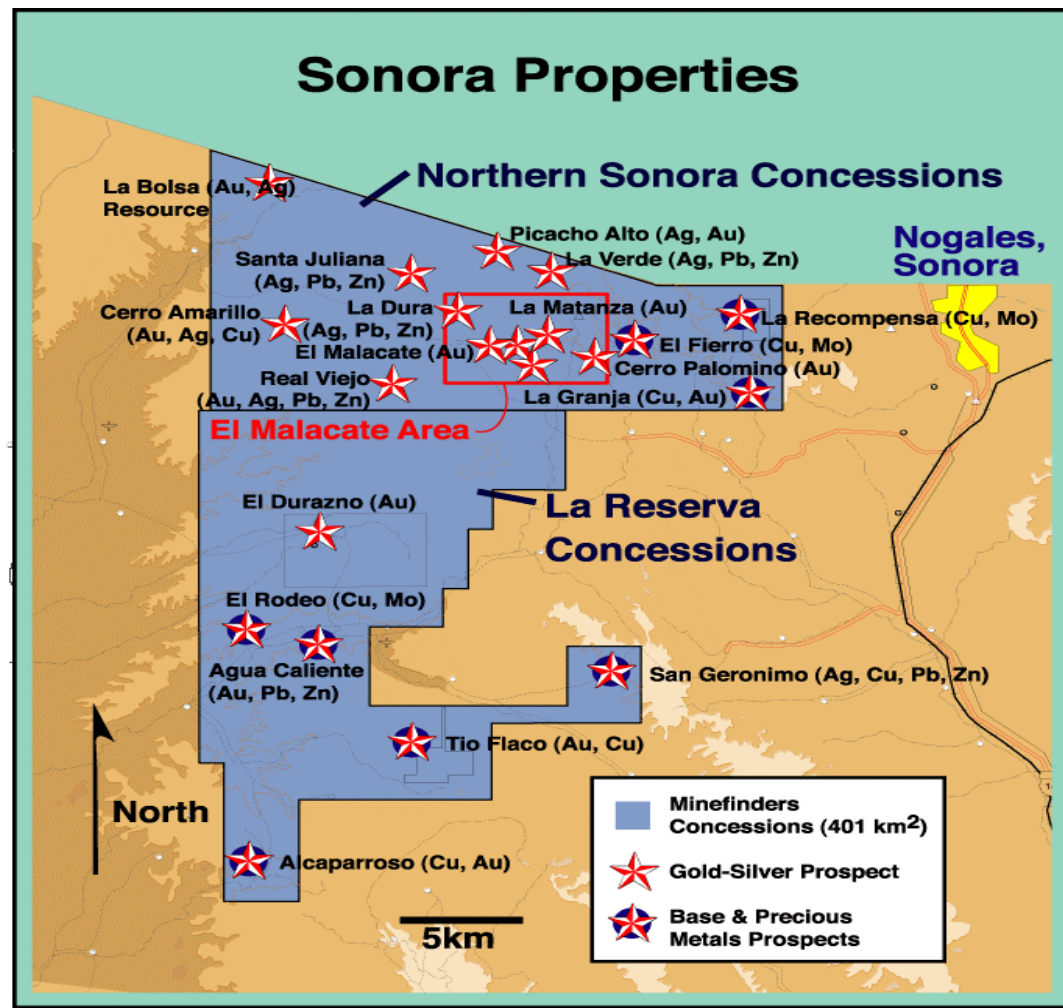 Sonora Properties
La Bolsa (Au, Ag)
Resource
Northern Sonora Concessions
Picacho Alto (Ag, Au)
La Verde (Ag, Pb, Zn)
Nogales,
Sonora
Santa Juliana
(Ag, Pb, Zn)
La Dura
(Ag, Pb, Zn)
La Matanza (Au)
Cerro Amarillo
(Au, Ag, Cu)
La Recompensa (Cu, Mo)
El Malacate (Au)
El Fierro (Cu, Mo)
Cerro Palomino (Au)
Real Viejo
(Au, Ag, Pb, Zn)
La Granja (Cu, Au)
El Malacate Area
El Durazno (Au)
La Reserva
Concessions
El Rodeo (Cu, Mo)
Agua Caliente
(Au, Pb, Zn)
San Geronimo (Ag, Cu, Pb, Zn)
Tio Flaco (Au, Cu)
North
Alcaparroso (Cu, Au)
5km
Minefinders
Concessions (401 km²)
Gold-Silver Prospect
Base & Precious
Metals Prospects